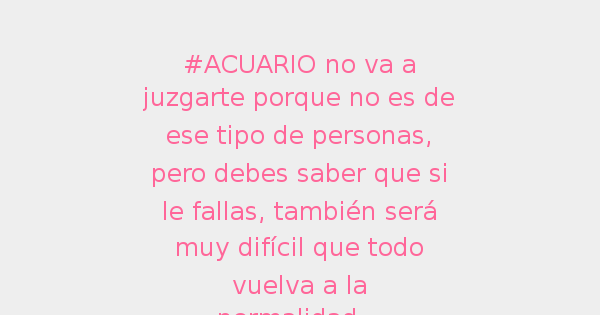 #ACUARIO no va a
juzgarte porque no es de
ese tipo de personas,
pero debes saber que si
le fallas, también será
muy difícil que todo
vuelva a la
normalidad